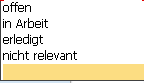 offen
in Arbeit
erledigt
nicht relevant